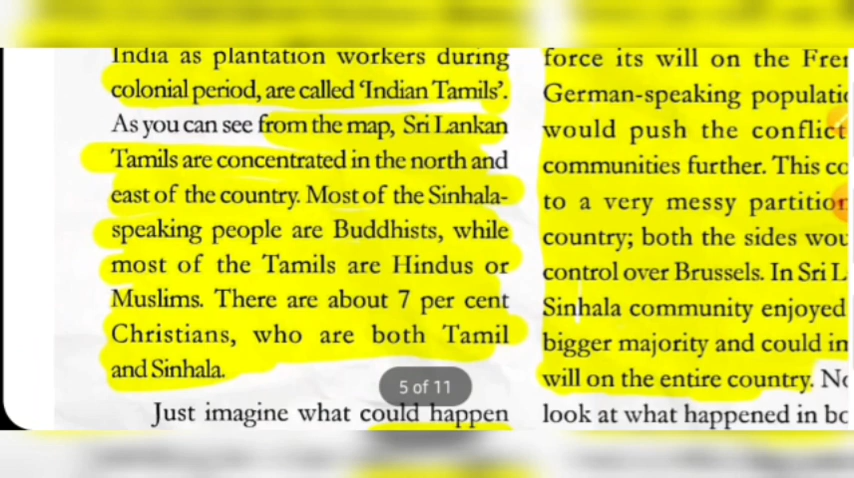 India as plantation workers during
colonial period, are called ‘Indian Tamils’.
As you can see from the map, Sri Lankan
Tamils are concentrated in the north and
east of the country. Most of the Sinhala-
speaking people are Buddhists, while
most of the Tamils are Hindus or
Muslims. There are about 7 per cent
Christians, who are both Tamil
and Sinhala.
Just imagine what could happen
force its will on the
German-speaking
would push the conflict
communities further. This
to a very messy partition
country; both the sides
control over Brussels. In Sri
Sinhala community enjoyed
bigger majority and could
will on the entire country.
look at what happened in
5 of 11